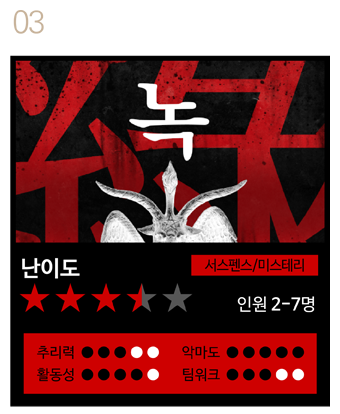 03
녹
난이도
서스펜스/미스테리
인원 2-7명
추리력 악마도
활동성 팀워크